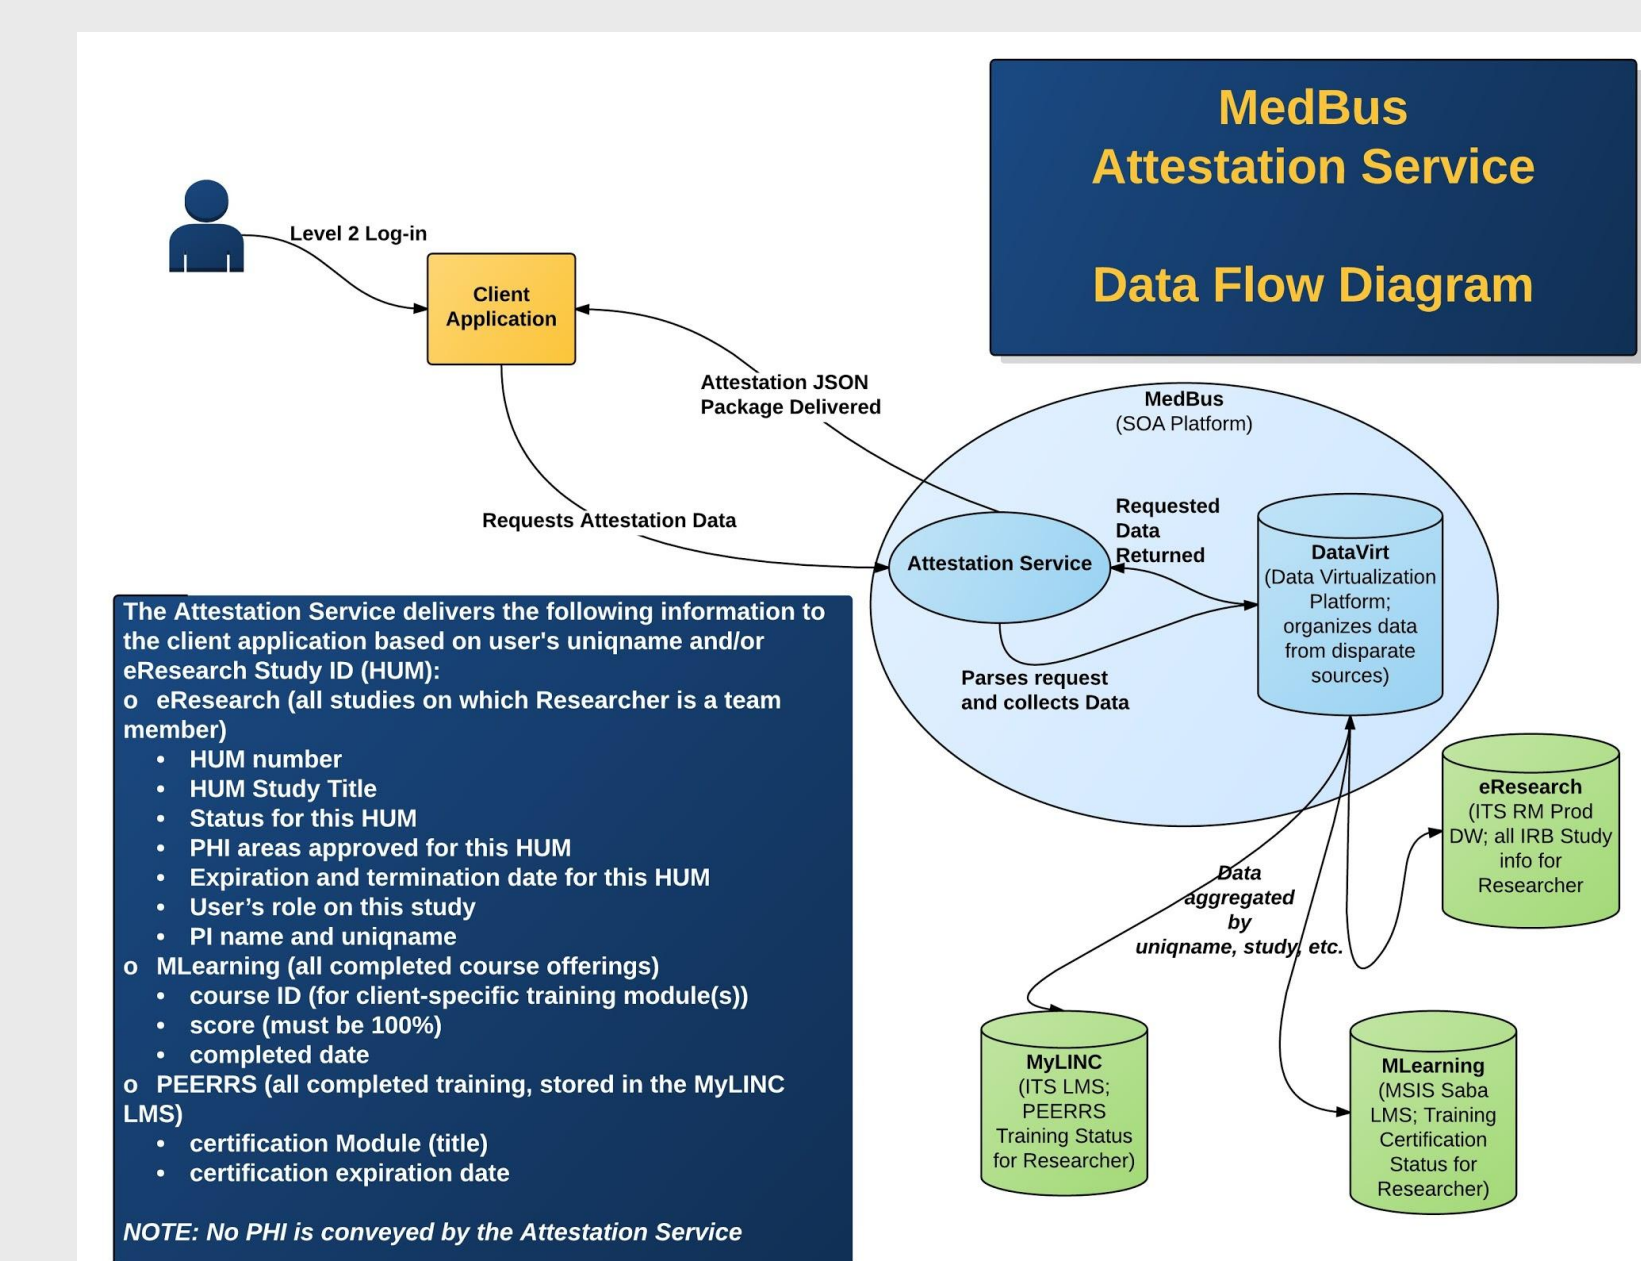 MedBus
Attestation Service
Data Flow Diagram
Level 2 Log-in
Client
Application
Attestation JSON
Package Delivered
Requests Attestation Data
MedBus
(SOA Platform)
Attestation Service
Requested
Data
Returned
DataVirt
(Data Virtualization
Platform;
organizes data
from disparate
sources)
Parses request
and collects Data
eResearch
(ITS RM Prod
DW; all IRB Study
info for
Researcher
Data
aggregated
by
uniqname, study, etc.
MyLINC
(ITS LMS;
PEERRS
Training Status
for Researcher)
MLearning
(MSIS Saba
LMS; Training
Certification
Status for
Researcher)
The Attestation Service delivers the following information to
the client application based on user's uniqname and/or
eResearch Study ID (HUM):
o eResearch (all studies on which Researcher is a team
member)
• HUM number
• HUM Study Title
• Status for this HUM
• PHI areas approved for this HUM
• Expiration and termination date for this HUM
• User’s role on this study
• PI name and uniqname
o MLearning (all completed course offerings)
• course ID (for client-specific training module(s))
• score (must be 100%)
• completed date
o PEERRS (all completed training, stored in the MyLINC
LMS)
• certification Module (title)
• certification expiration date
NOTE: No PHI is conveyed by the Attestation Service